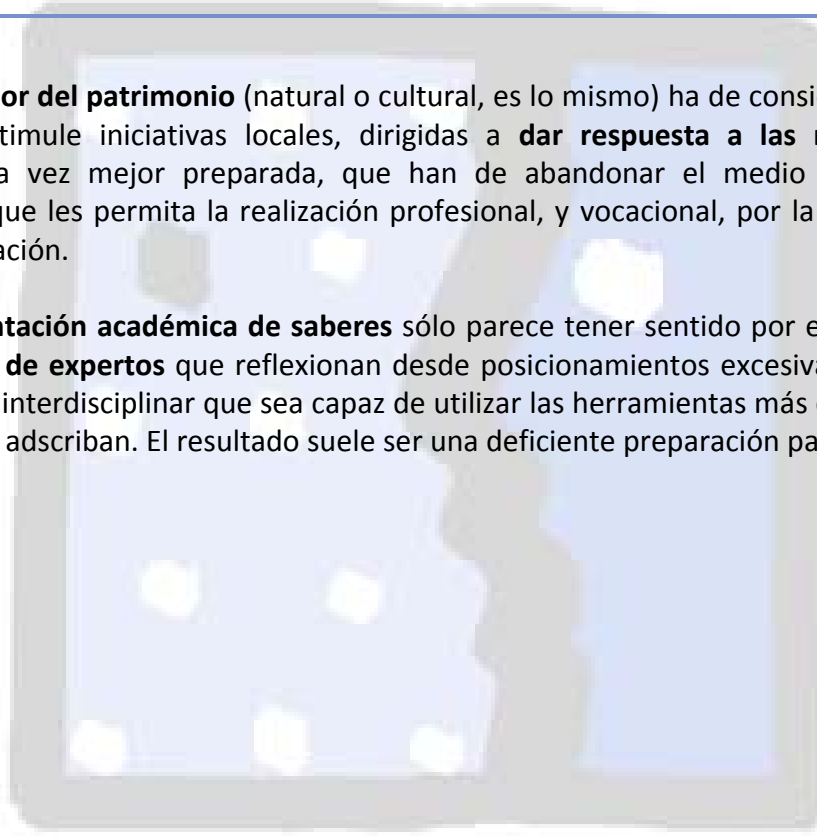 or del patrimonio (natural o cultural, es lo mismo) ha de consi
timule iniciativas locales, dirigidas a dar respuesta a las
a vez mejor preparada, que han de abandonar el medio
que les permita la realización profesional, y vocacional, por la
ación.
ntación académica de saberes sólo parece tener sentido por e
de expertos que reflexionan desde posicionamientos excesiva
interdisciplinar que sea capaz de utilizar las herramientas más
adscriban. El resultado suele ser una deficiente preparación pa